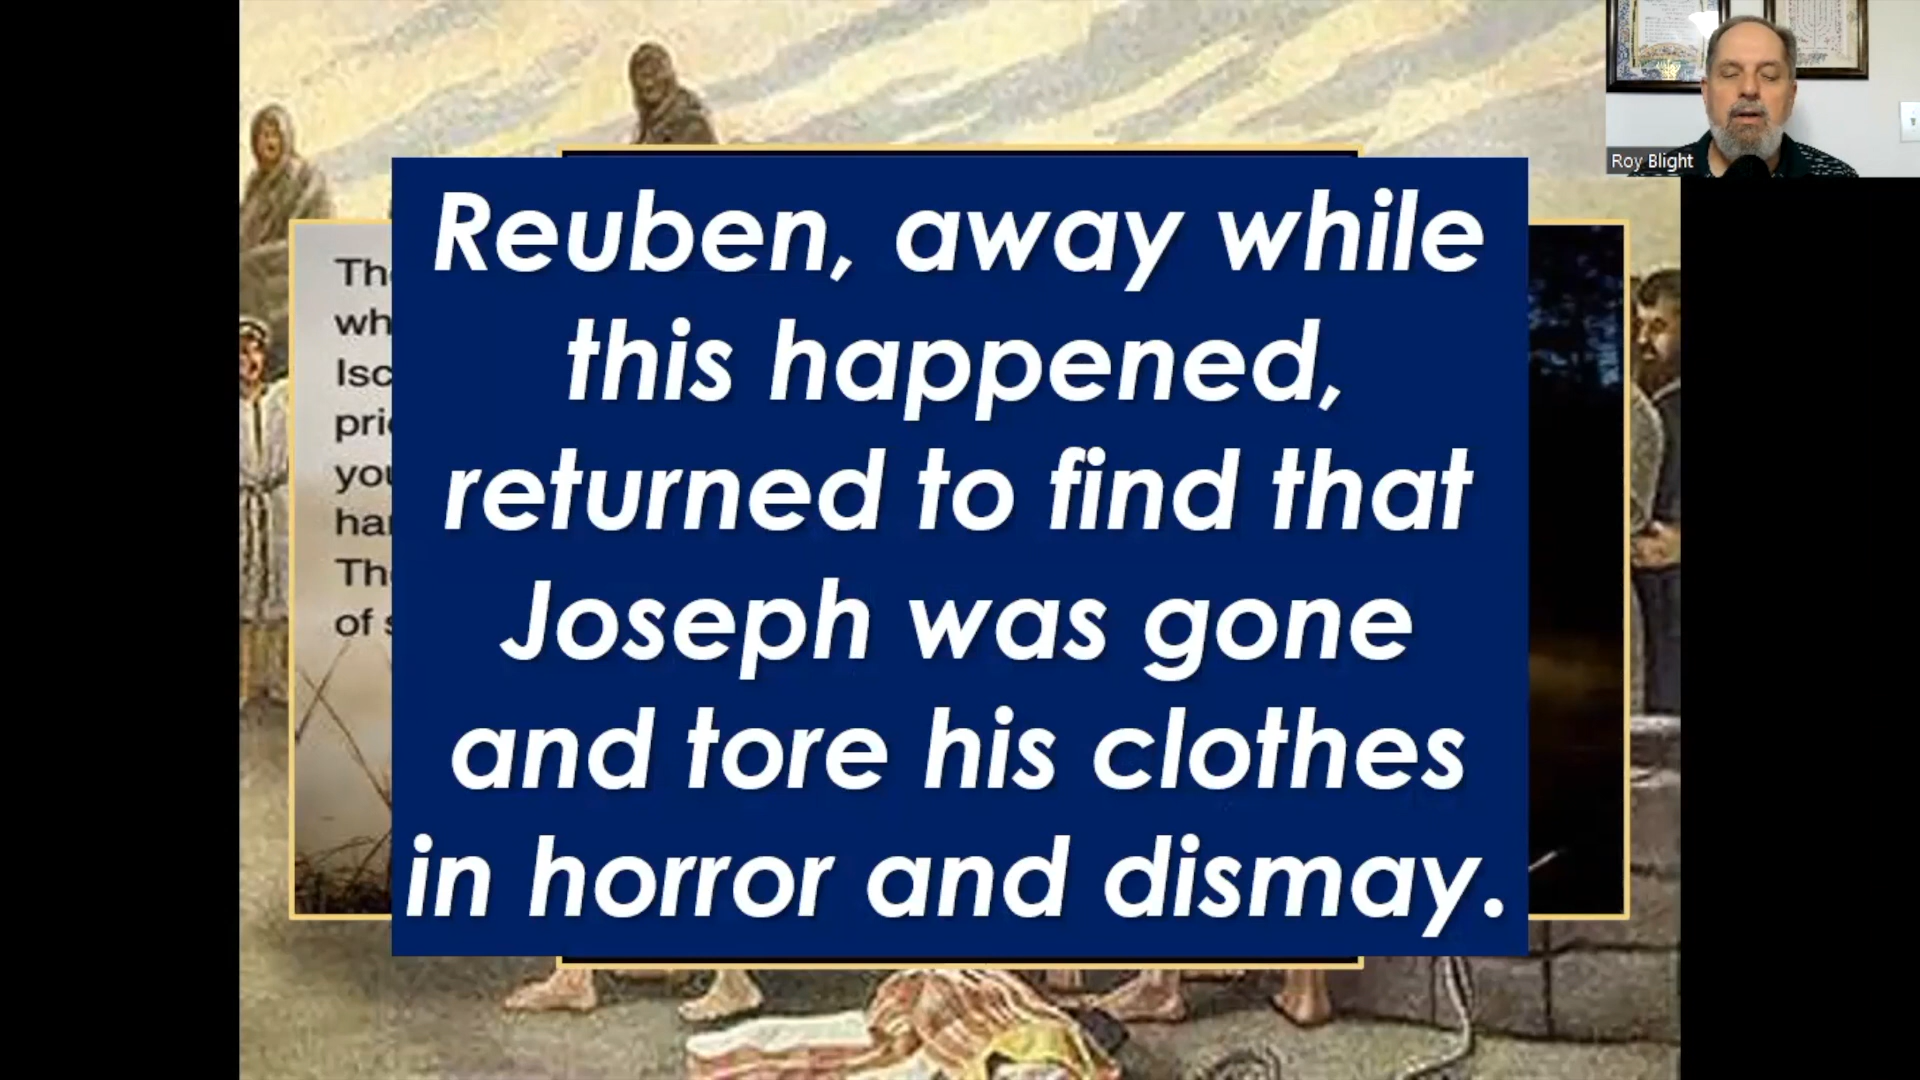 Reuben, away while
this happened,
returned to find that
Joseph was gone
and tore his clothes
in horror and dismay.
Roy Blight
of